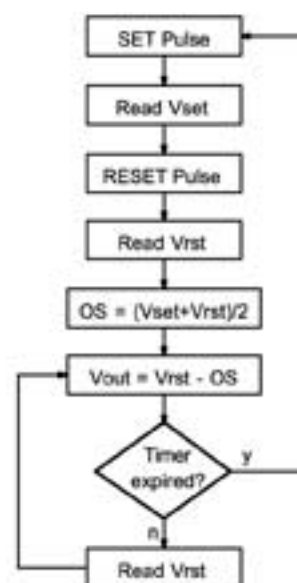 SET Pulse
Read Vset
RESET Pulse
Read Vrst
OS = (Vset+Vrst)/2
Vout = Vrst - OS
Timer
expired?
y
n
Read Vrst